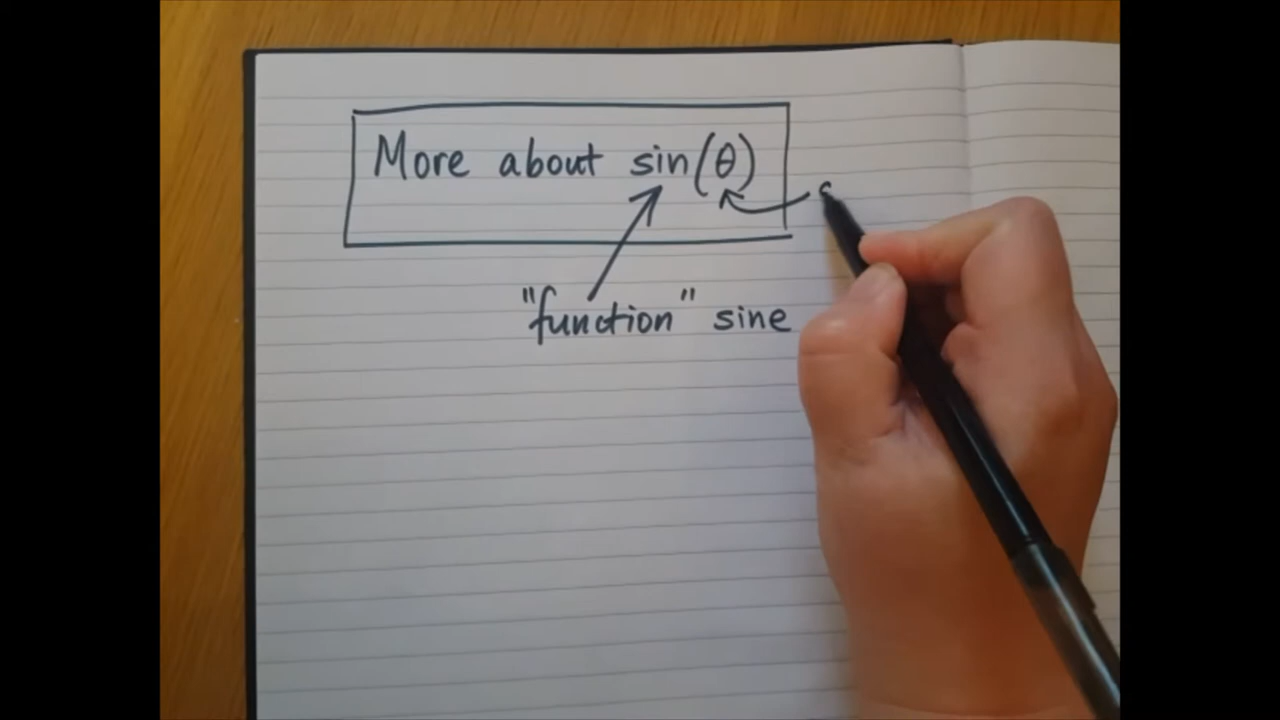 More about sin(θ)
"function" sine